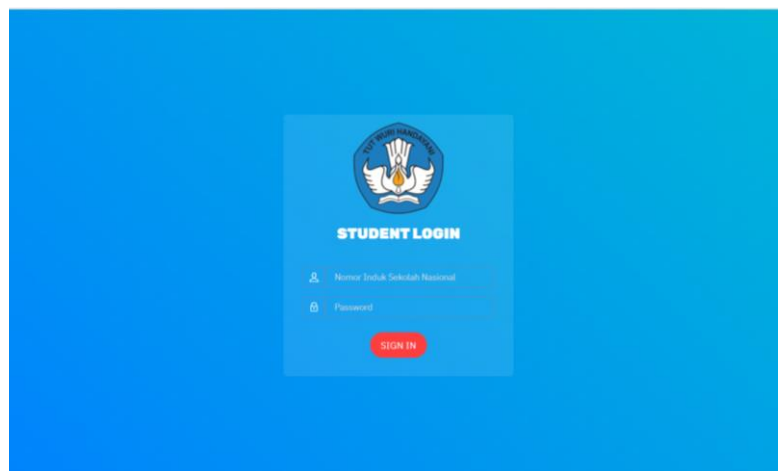 TUT WURI HANDAYANI
STUDENT LOGIN
Nomor Induk Sekolah Nasional
Password
SIGN IN